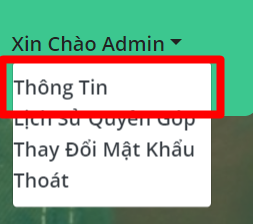 Xin Chào Admin
Thông Tin
Lịch Sử Quyên Góp
Thay Đổi Mật Khẩu
Thoát